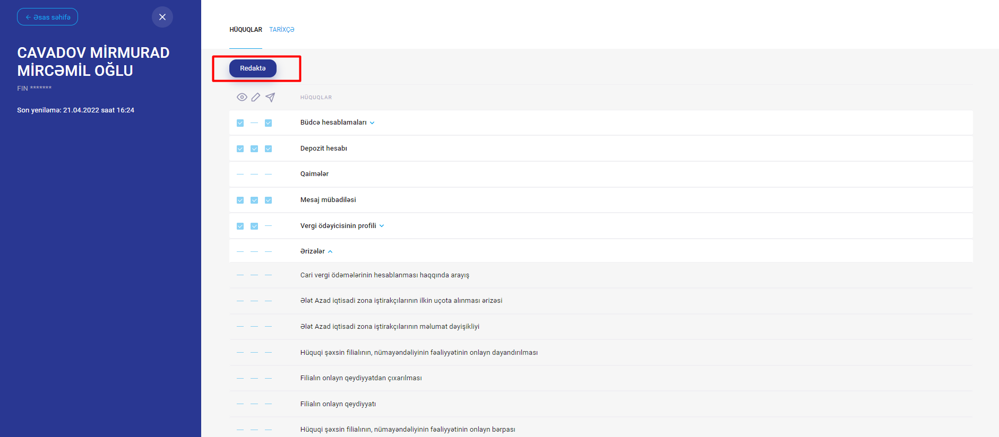 ← Əsas səhifə
CAVADOV MİRMURAD
MİRCƏMİL OĞLU
FIN *******
Son yeniləmə: 21.04.2022 saat 16:24
HÜQUQLAR TARİXÇƏ
Redaktə
HÜQUQLAR
Büdcə hesablamaları
Depozit hesabı
Qaimələr
Mesaj mübadiləsi
Vergi ödəyicisinin profili
Ərizələr
Cari vergi ödəmələrinin hesablanması haqqında arayış
Ələt Azad iqtisadi zona iştirakçılarının ilkin uçota alınması ərizəsi
Ələt Azad iqtisadi zona iştirakçılarının məlumat dəyişikliyi
Hüquqi şəxsin filialının, nümayəndəliyinin fəaliyyətinin onlayn dayandırılması
Filialın onlayn qeydiyyatdan çıxarılması
Filialın onlayn qeydiyyatı
Hüquqi şəxsin filialının, nümayəndəliyinin fəaliyyətinin onlayn bərpası